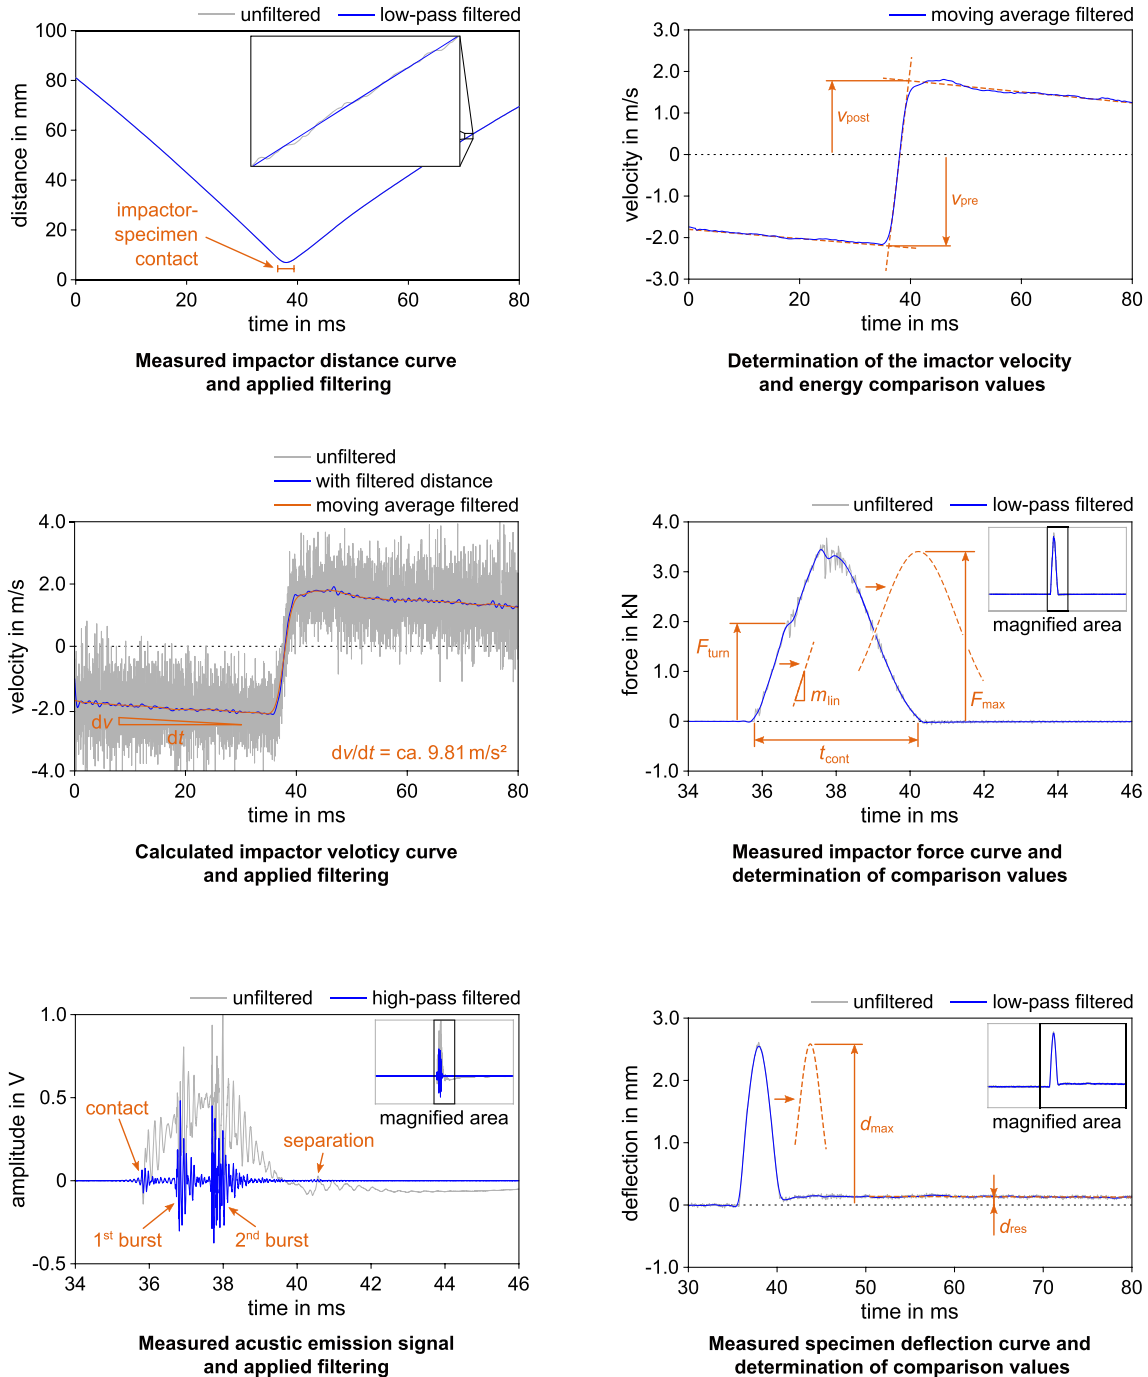 unfiltered low-pass filtered
distance in mm
100
80
60
40
20
0
impactor-
specimen
contact
0 20 40 60 80
time in ms
Measured impactor distance curve
and applied filtering
moving average filtered
velocity in m/s
3.0
2.0
1.0
0
-1.0
-2.0
-3.0
vpost
vpre
0 20 40 60 80
time in ms
Determination of the imactor velocity
and energy comparison values
unfiltered
with filtered distance
moving average filtered
velocity in m/s
4.0
2.0
0
-2.0
-4.0
dv
dt
dv/dt = ca. 9.81 m/s²
0 20 40 60 80
time in ms
Calculated impactor veloticy curve
and applied filtering
unfiltered low-pass filtered
force in kN
4.0
3.0
2.0
1.0
0
-1.0
magnified area
Fturn
mlin
Fmax
tcont
34 36 38 40 42 44 46
time in ms
Measured impactor force curve and
determination of comparison values
unfiltered high-pass filtered
amplitude in V
1.0
0.5
0
-0.5
magnified area
contact
separation
1st burst
2nd burst
34 36 38 40 42 44 46
time in ms
Measured acustic emission signal
and applied filtering
unfiltered low-pass filtered
deflection in mm
3.0
2.0
1.0
0
-1.0
magnified area
dmax
dres
30 40 50 60 70 80
time in ms
Measured specimen deflection curve and
determination of comparison values